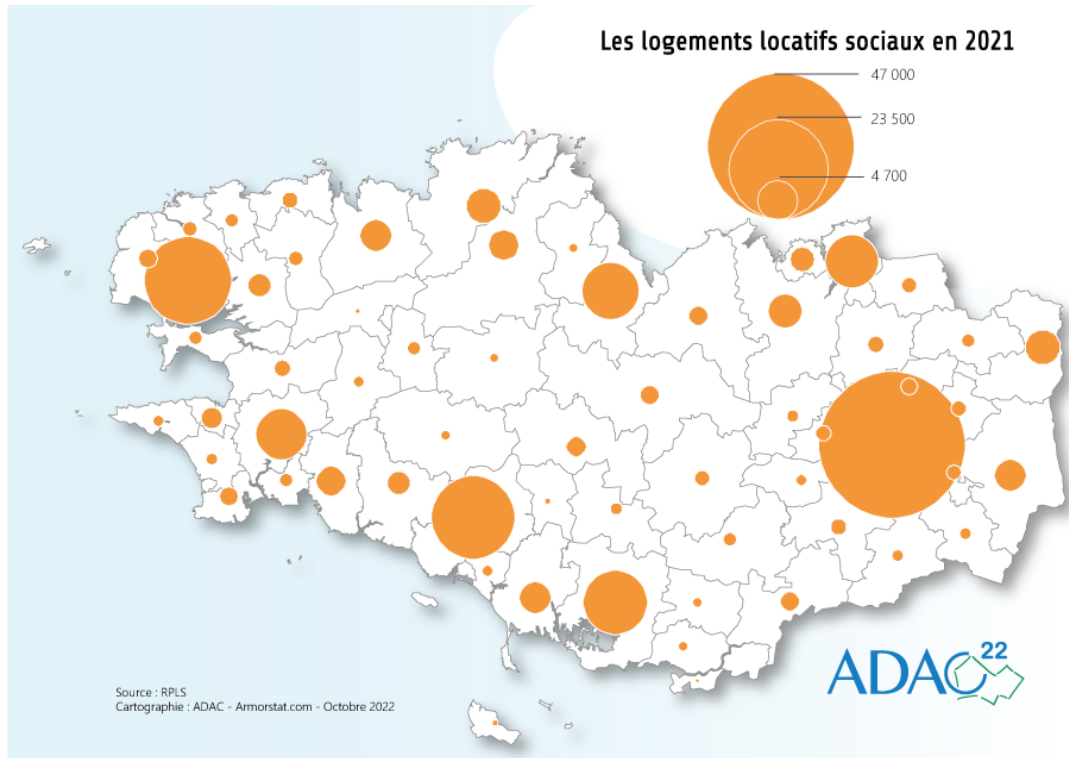 Les logements locatifs sociaux en 2021
47 000
23 500
4 700
ADAC 22
Source : RPLS
Cartographie : ADAC - Armorstat.com - Octobre 2022